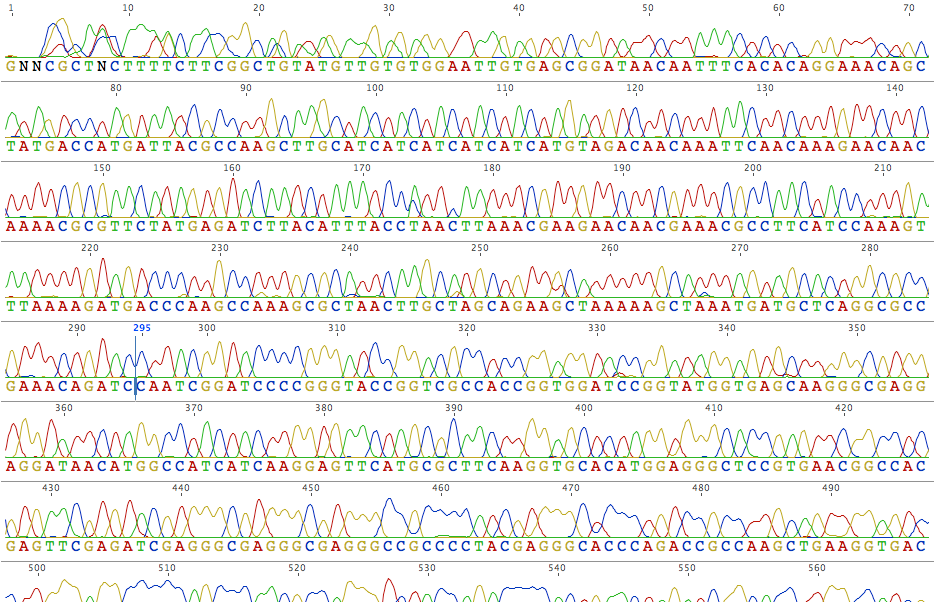 1 10 20 30 40 50 60 70
GNNCGCTNCTTTTCTTCGGCTGTATGTTGTGTGGAATTGTGAGCGGATAACAATTTCACACAGGAAACAGC
80 90 100 110 120 130 140
TATGACCATGATTACGCCAAGCTTGCATCATCATCATCATCATGTAGACAACAAATTCAACAAAGAACAAC
150 160 170 180 190 200 210
AAAACGCGTTCTATGAGATCTTACATTTACCTAACTTAAACGAAGAACAACGAAACGCCTTCATCCAAAGT
220 230 240 250 260 270 280
TTAAAAGATGACCCAAGCCAAAGCGCTAACTTGCTAGCAGAAGCTAAAAAGCTAAATGATGCTCAGGCGCC
290 295 300 310 320 330 340 350
GAAACAGATCCAATCGGATCCCCGGGTACCGGTCGCCACCGGTGGATCCGGTATGGTGAGCAAGGGCGAGG
360 370 380 390 400 410 420
AGGATAACATGGCCATCATCAAGGAGTTCATGCGCTTCAAGGTGCACATGGAGGGCTCCGTGAACGGCCAC
430 440 450 460 470 480 490
GAGTTCGAGATCGAGGGCGAGGGCGAGGGCCGCCCCTACGAGGGCACCCAGACCGCCAAGCTGAAGGTGAC
500 510 520 530 540 550 560